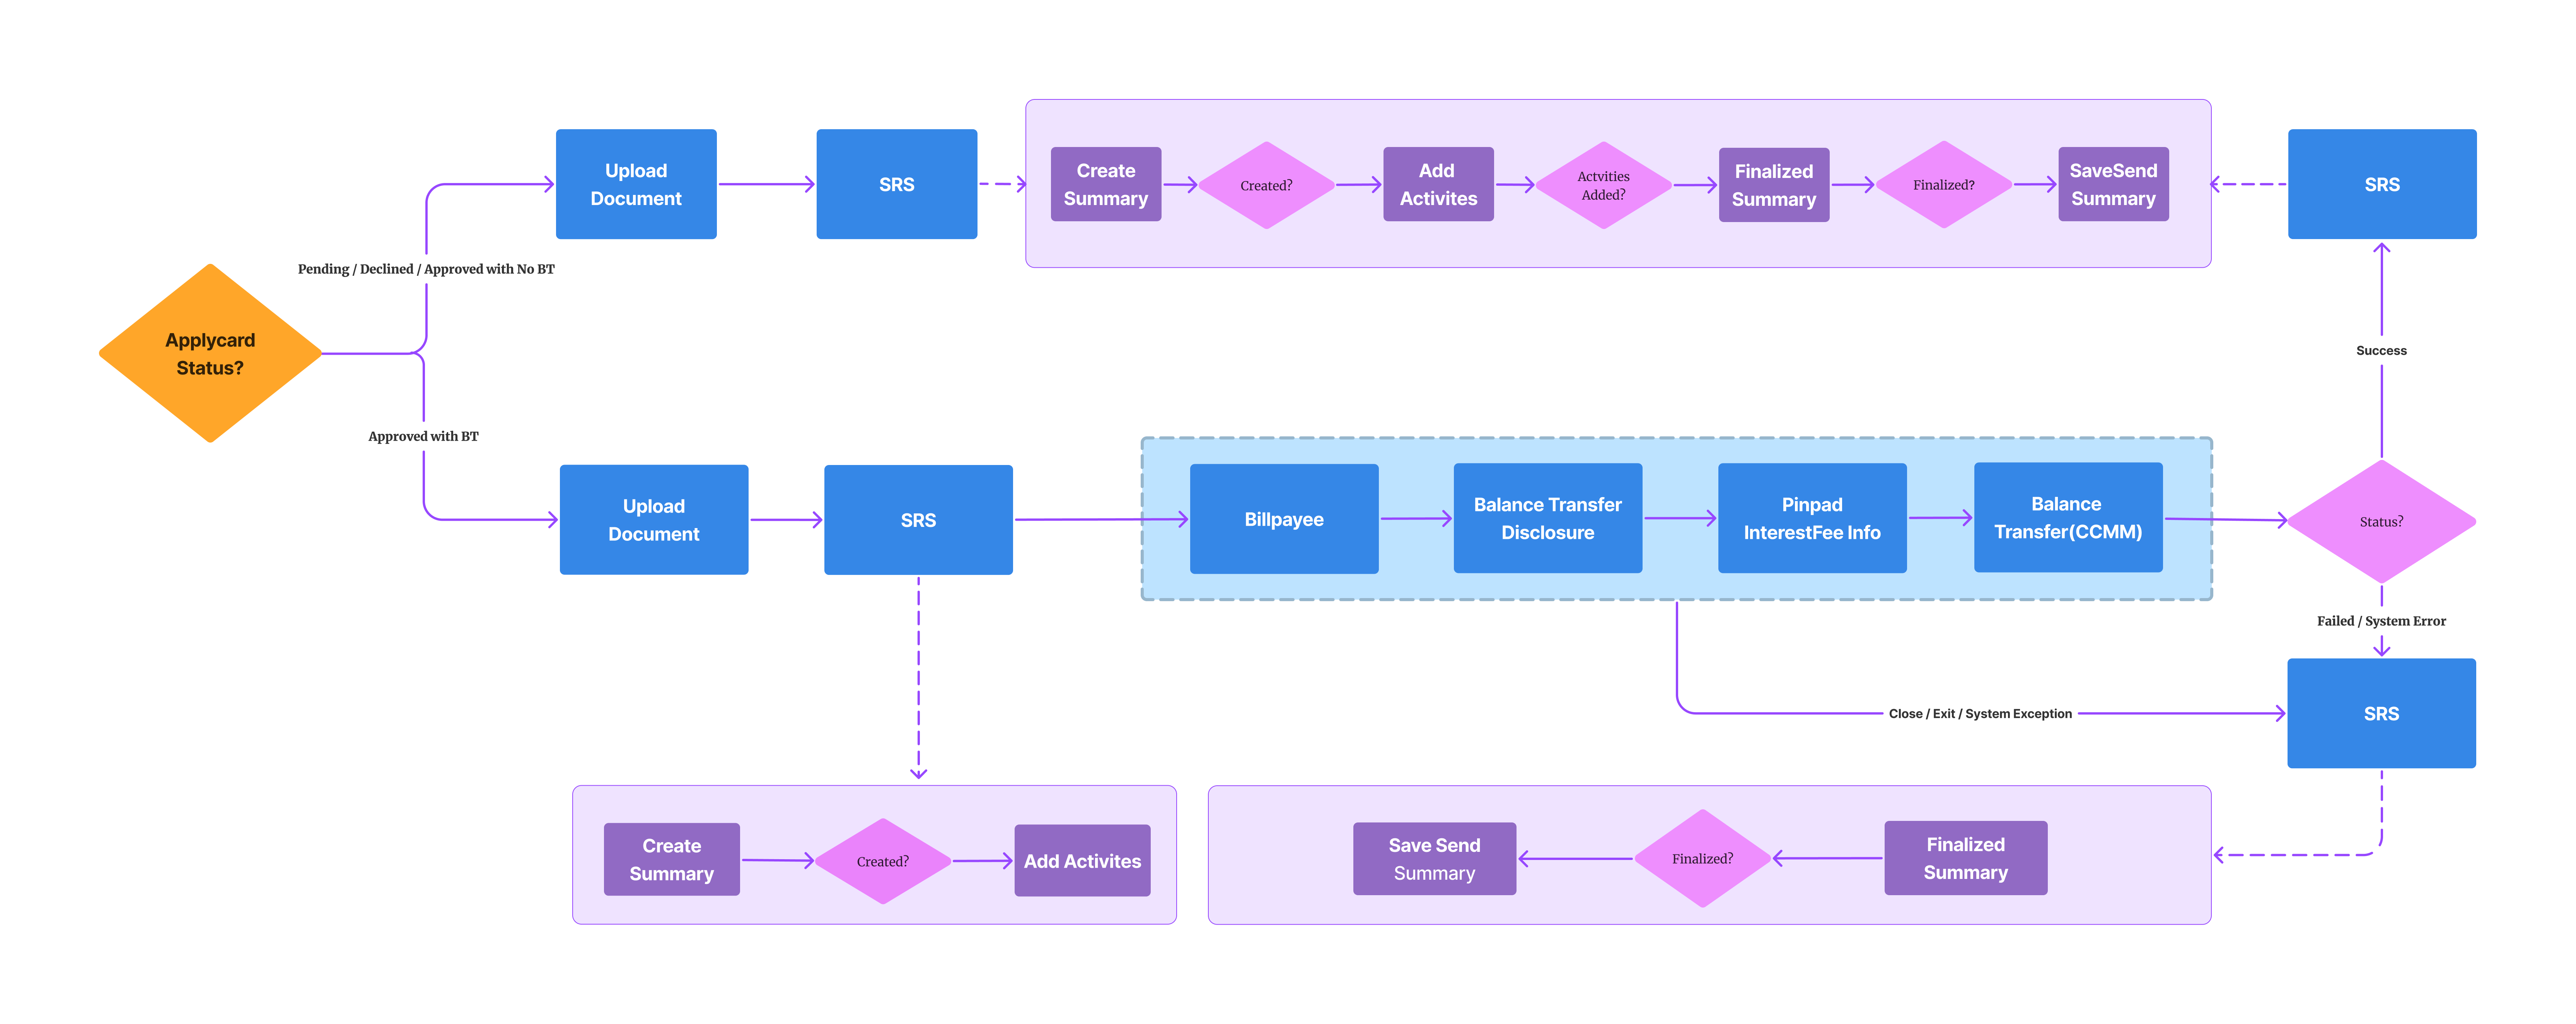 Upload
Document
SRS
Create
Summary
Created?
Add
Activites
Actvities
Added?
Finalized
Summary
Finalized?
SaveSend
Summary
SRS
Pending / Declined / Approved with No BT
Applycard
Status?
Success
Approved with BT
Upload
Document
SRS
Billpayee
Balance Transfer
Disclosure
Pinpad
InterestFee Info
Balance
Transfer(CCMM)
Status?
Failed / System Error
Close / Exit / System Exception
SRS
Create
Summary
Created?
Add Activites
Save Send
Summary
Finalized?
Finalized
Summary